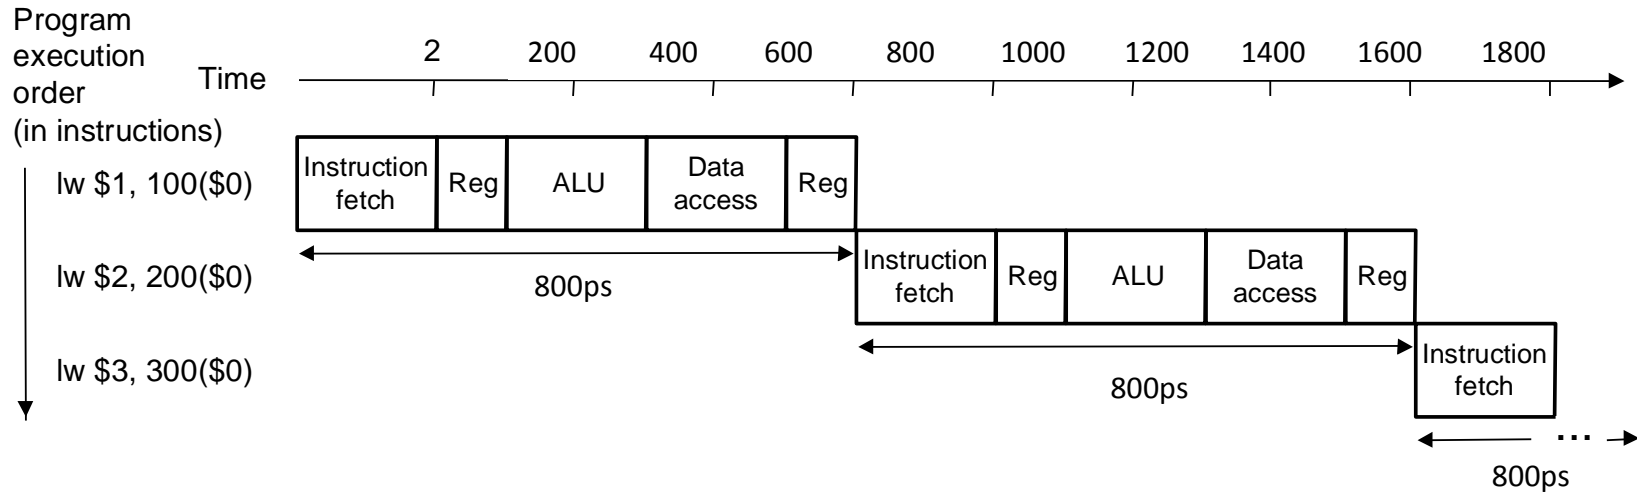 Program
execution
order
(in instructions)
Time
2 200 400 600 800 1000 1200 1400 1600 1800
lw $1, 100($0)
Instruction
fetch
Reg
ALU
Data
access
Reg
800ps
lw $2, 200($0)
Instruction
fetch
Reg
ALU
Data
access
Reg
800ps
lw $3, 300($0)
Instruction
fetch
...
800ps